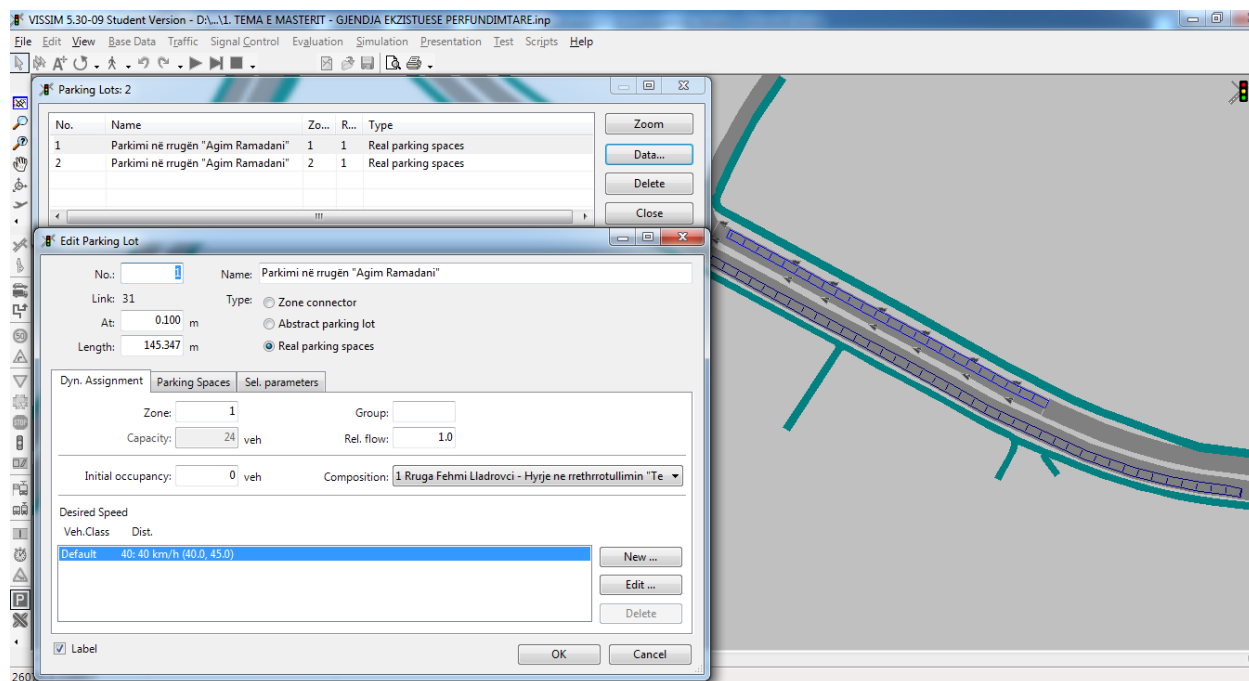 VISSIM 5.30-09 Student Version - D:\...\1. TEMA E MASTERIT - GJENDJA EKZISTUESE PERFUNDIMTARE.inp
File Edit View Base Data Traffic Signal Control Evaluation Simulation Presentation Test Scripts Help
Parking Lots: 2
No. Name Zo... R... Type
1 Parkimi në rrugën "Agim Ramadani" 1 1 Real parking spaces
2 Parkimi në rrugën "Agim Ramadani" 2 1 Real parking spaces
Zoom
Data...
Delete
Close
Edit Parking Lot
No.: 1 Name: Parkimi në rrugën "Agim Ramadani"
Link: 31 Type: Zone connector
At: 0.100 m Abstract parking lot
Length: 145.347 m Real parking spaces
Dyn. Assignment Parking Spaces Sel. parameters
Zone: 1 Group:
Capacity: 24 veh Rel. flow: 1.0
Initial occupancy: 0 veh Composition: 1 Rruga Fehmi Lladrovci - Hyrje ne rrethrrotullimin "Te
Desired Speed
Veh.Class Dist.
Default 40: 40 km/h (40.0, 45.0)
New ...
Edit ...
Delete
Label
OK Cancel